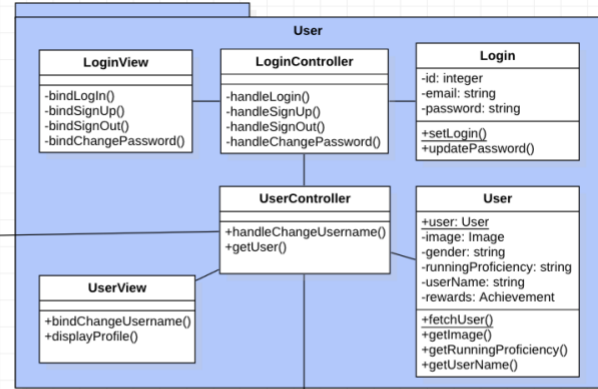 User
LoginView
-bindLogIn()
-bindSignUp()
-bindSignOut()
-bindChangePassword()
LoginController
-handleLogin()
-handleSignUp()
-handleSignOut()
-handleChangePassword()
Login
-id: integer
-email: string
-password: string
+setLogin()
+updatePassword()
UserController
+handleChangeUsername()
+getUser()
User
+user: User
-image: Image
-gender: string
-runningProficiency: string
-userName: string
-rewards: Achievement
+fetchUser()
+getImage()
+getRunningProficiency()
+getUserName()
UserView
+bindChangeUsername()
+displayProfile()